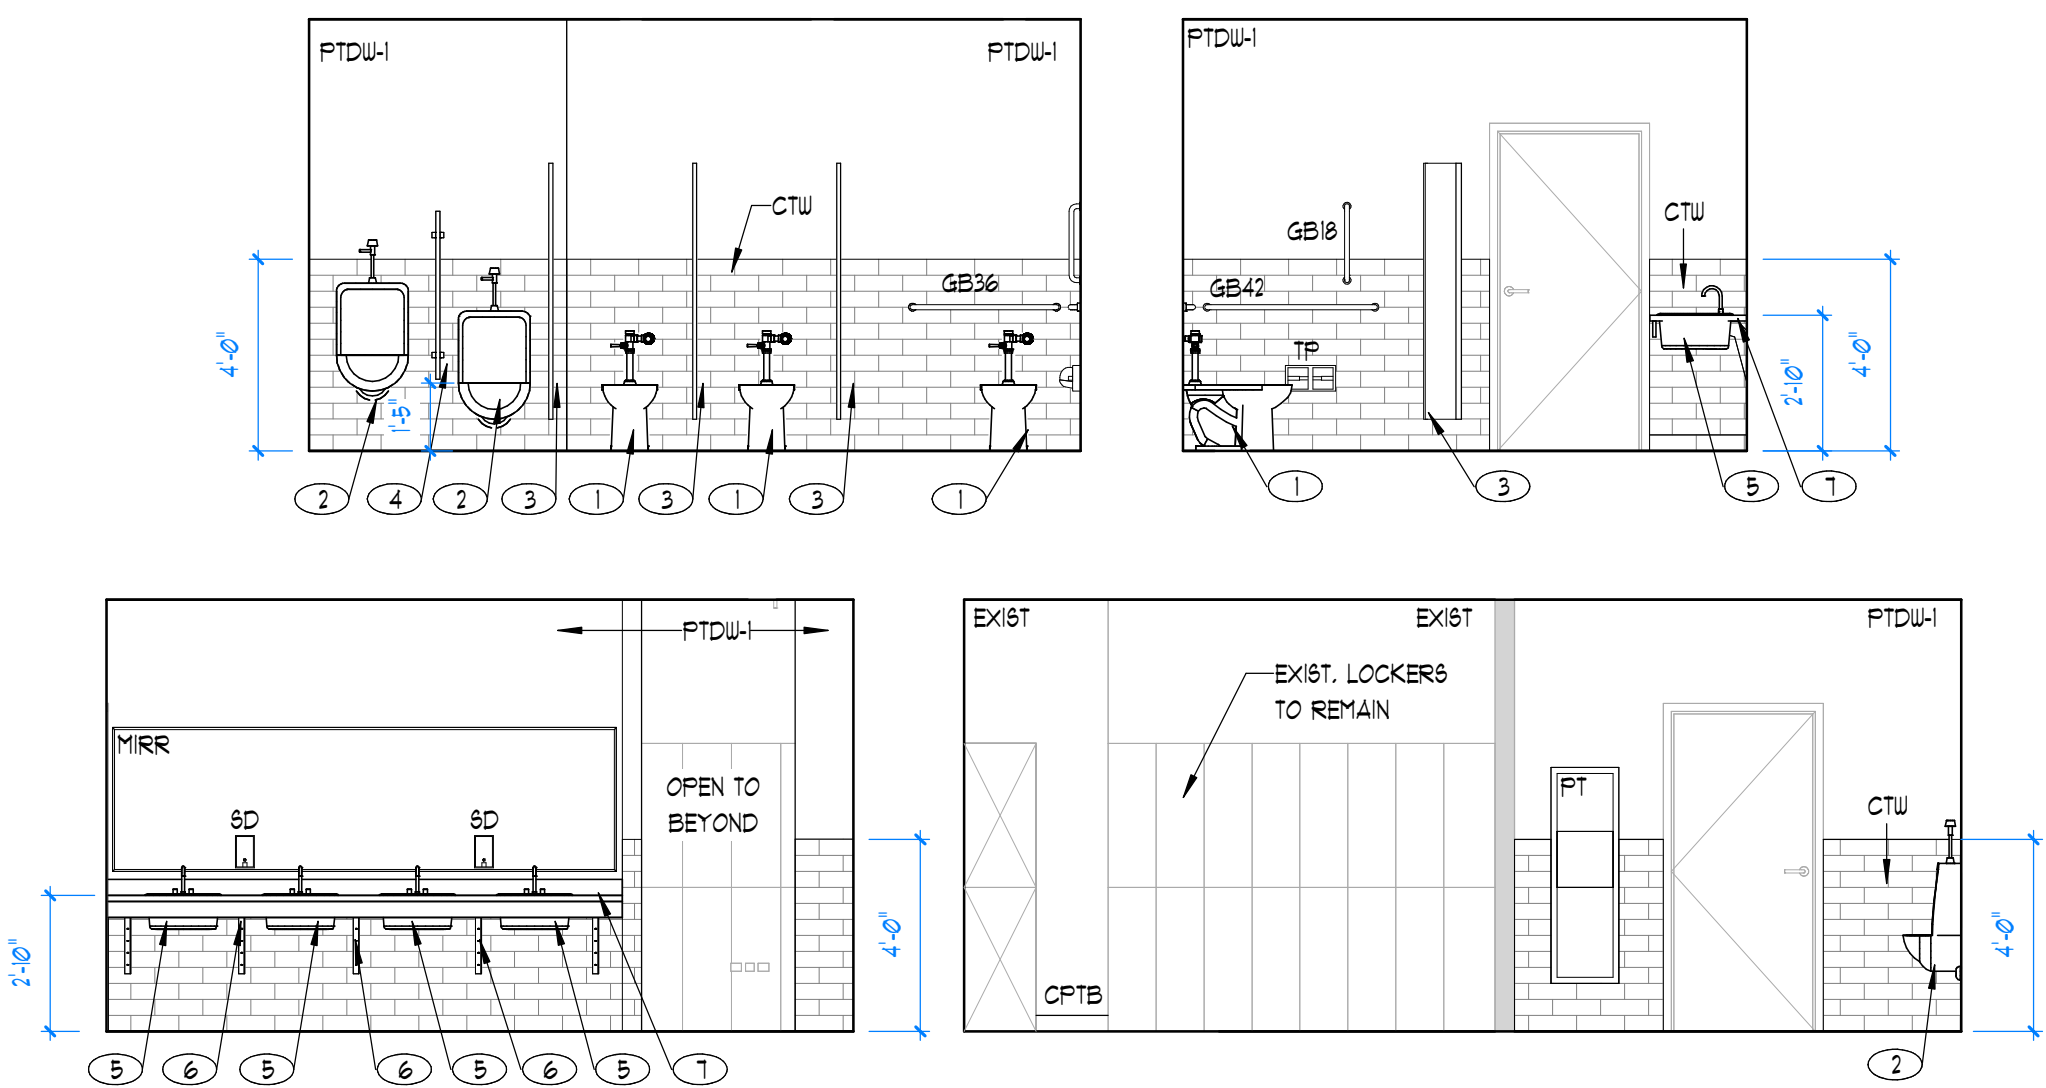 PTDW-1
PTDW-1
CTW
GB36
4'-0"
1'-5"
2
4
2
3
1
3
1
3
1
PTDW-1
GB18
CTW
GB42
TP
2'-10"
4'-0"
1
3
5
7
PTDW-1
MIRR
OPEN TO
BEYOND
SD
SD
2'-10"
4'-0"
5
6
5
6
5
6
5
7
EXIST
EXIST
PTDW-1
EXIST. LOCKERS
TO REMAIN
PT
CTW
CPTB
4'-0"
2